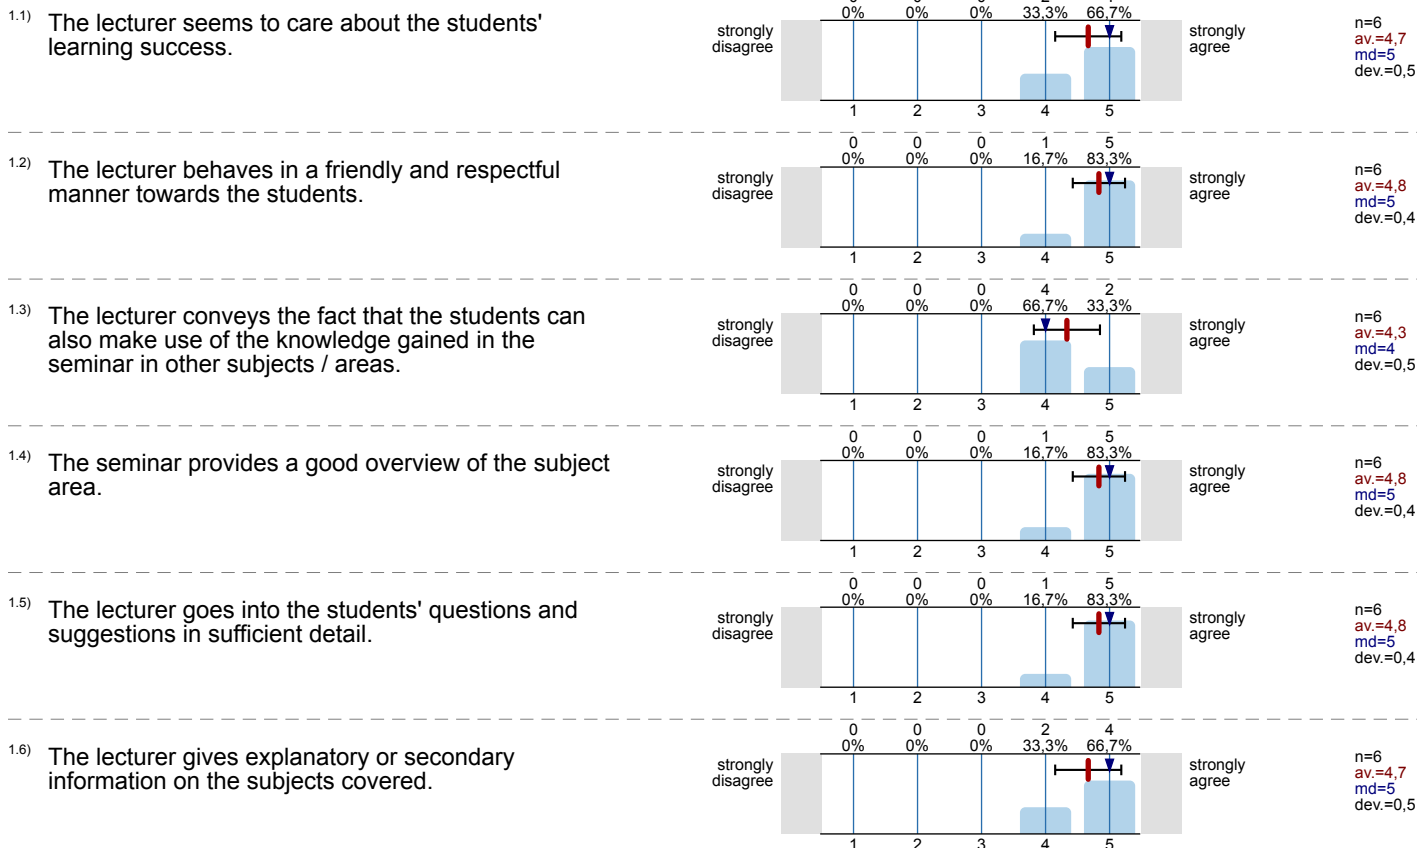 0 0 0 2 4
0% 0% 0% 33,3% 66,7%
1.1) The lecturer seems to care about the students'
learning success.
strongly
disagree
strongly
agree
n=6
av.=4,7
md=5
dev.=0,5
1 2 3 4 5
0 0 0 1 5
0% 0% 0% 16,7% 83,3%
1.2) The lecturer behaves in a friendly and respectful
manner towards the students.
strongly
disagree
strongly
agree
n=6
av.=4,8
md=5
dev.=0,4
1 2 3 4 5
0 0 0 4 2
0% 0% 0% 66,7% 33,3%
1.3) The lecturer conveys the fact that the students can
also make use of the knowledge gained in the
seminar in other subjects / areas.
strongly
disagree
strongly
agree
n=6
av.=4,3
md=4
dev.=0,5
1 2 3 4 5
0 0 0 1 5
0% 0% 0% 16,7% 83,3%
1.4) The seminar provides a good overview of the subject
area.
strongly
disagree
strongly
agree
n=6
av.=4,8
md=5
dev.=0,4
1 2 3 4 5
0 0 0 1 5
0% 0% 0% 16,7% 83,3%
1.5) The lecturer goes into the students' questions and
suggestions in sufficient detail.
strongly
disagree
strongly
agree
n=6
av.=4,8
md=5
dev.=0,4
1 2 3 4 5
0 0 0 2 4
0% 0% 0% 33,3% 66,7%
1.6) The lecturer gives explanatory or secondary
information on the subjects covered.
strongly
disagree
strongly
agree
n=6
av.=4,7
md=5
dev.=0,5
1 2 3 4 5